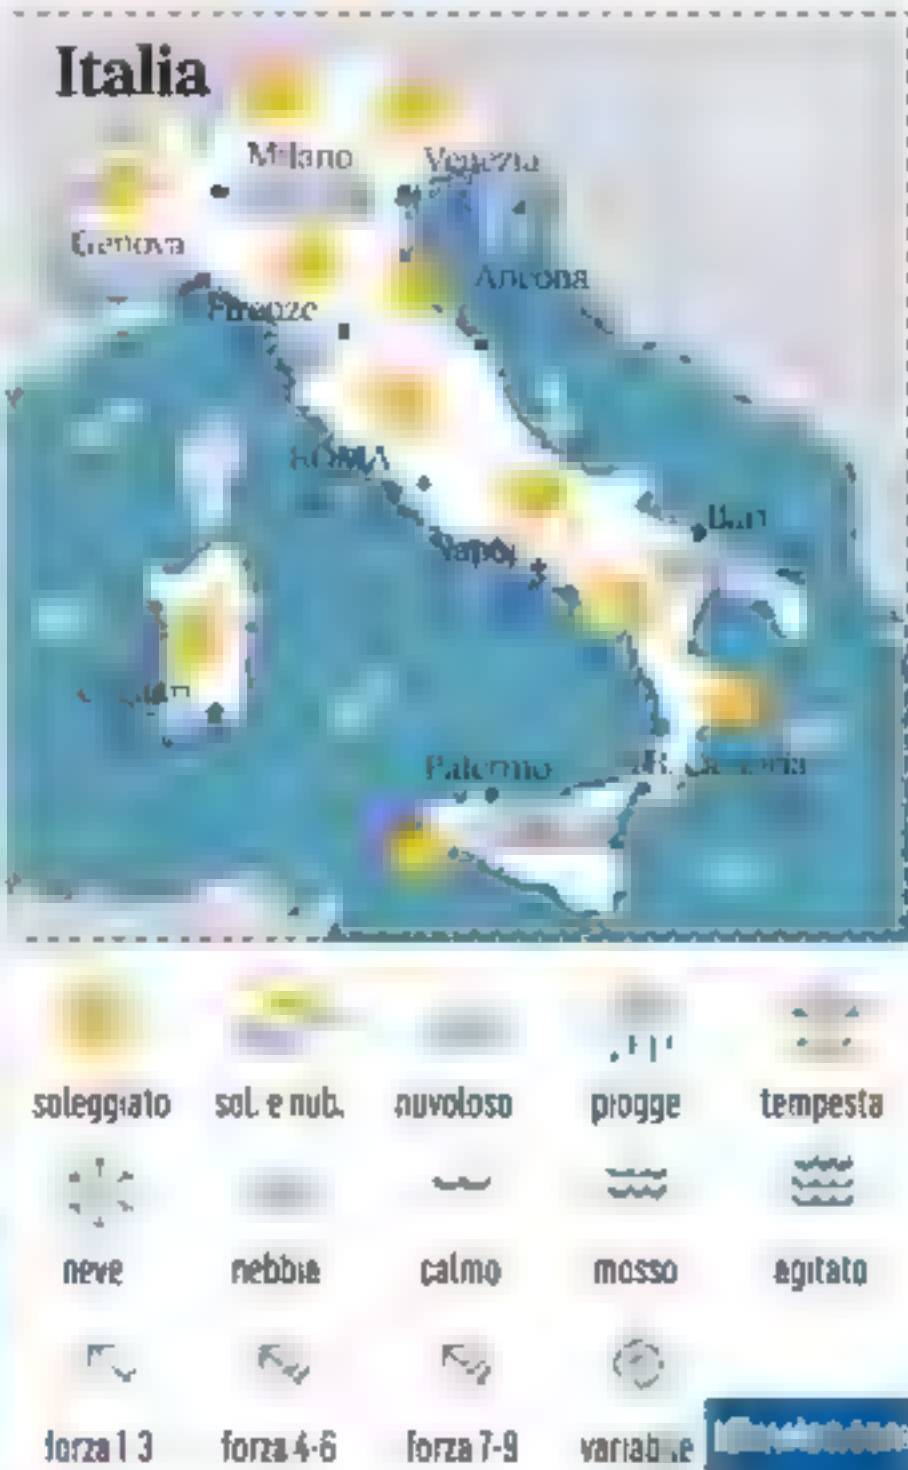 Italia
Milano
Venezia
Genova
Ancona
Firenze
ROMA
Bari
Napoli
Palermo
soleggiato sol. e nub. nuvoloso piogge tempesta
neve nebbia calmo mosso agitato
forza 1-3 forza 4-6 forza 7-9 variabile